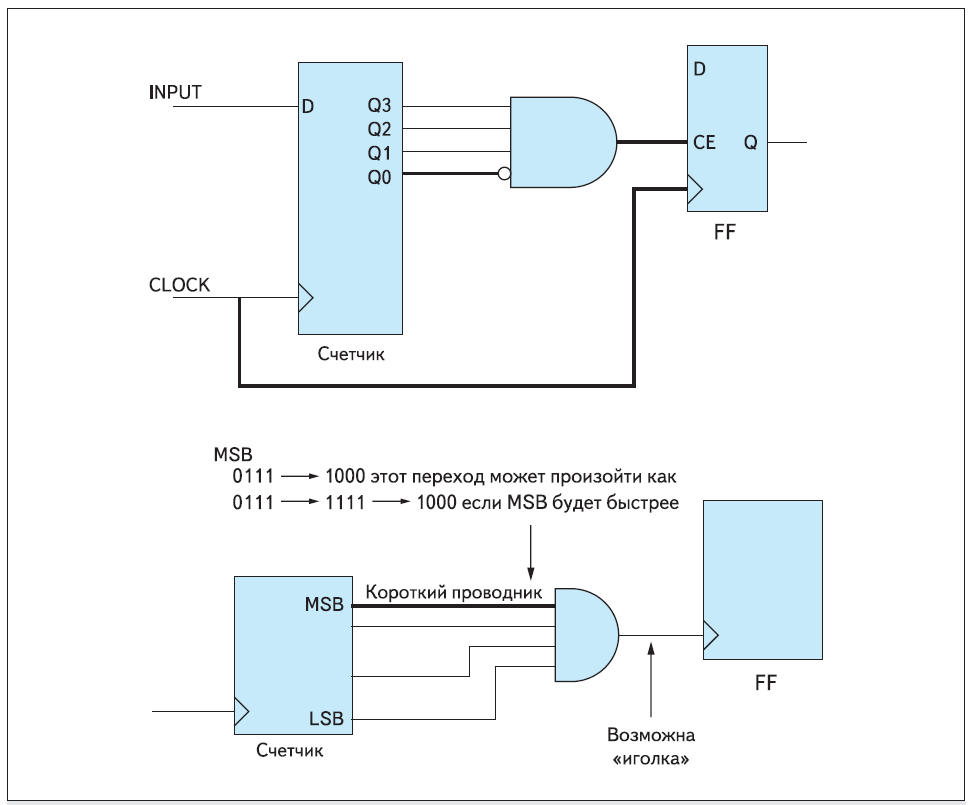 INPUT
D
Q3
Q2
Q1
Q0
D
CE
Q
FF
CLOCK
Счетчик
MSB
0111 → 1000 этот переход может произойти как
0111 → 1111 → 1000 если MSB будет быстрее
MSB
Короткий проводник
LSB
Счетчик
FF
Возможна
«иголка»